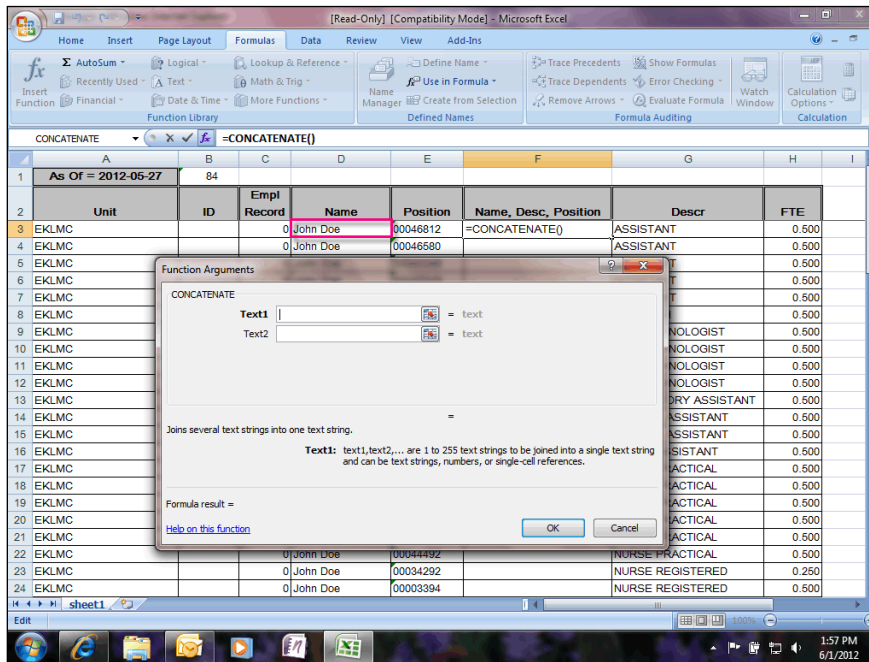 [Read-Only] [Compatibility Mode] - Microsoft Excel
Home Insert Page Layout Formulas Data Review View Add-Ins
Insert Function
Σ AutoSum
Recently Used
Financial
Logical
Text
Date & Time
Lookup & Reference
Math & Trig
More Functions
Function Library
Name Manager
Define Name
Use in Formula
Create from Selection
Defined Names
Trace Precedents
Trace Dependents
Remove Arrows
Show Formulas
Error Checking
Evaluate Formula
Watch Window
Formula Auditing
Calculation Options
Calculation
CONCATENATE fx =CONCATENATE()
A B C D E F G H I
1 As Of = 2012-05-27 84
2 Unit ID Empl Record Name Position Name, Desc, Position Descr FTE
3 EKLMC 0 John Doe 00046812 =CONCATENATE() ASSISTANT 0.500
4 EKLMC 0 John Doe 00046580 ASSISTANT 0.500
5 EKLMC T 0.500
6 EKLMC T 0.500
7 EKLMC T 0.500
8 EKLMC 0.500
9 EKLMC NOLOGIST 0.500
10 EKLMC NOLOGIST 0.500
11 EKLMC NOLOGIST 0.500
12 EKLMC NOLOGIST 0.500
13 EKLMC ORY ASSISTANT 0.500
14 EKLMC ASSISTANT 0.500
15 EKLMC ASSISTANT 0.500
16 EKLMC SISTANT 0.500
17 EKLMC ACTICAL 0.500
18 EKLMC ACTICAL 0.500
19 EKLMC ACTICAL 0.500
20 EKLMC ACTICAL 0.500
21 EKLMC ACTICAL 0.500
22 EKLMC 0 John Doe 00044492 NURSE PRACTICAL 0.500
23 EKLMC 0 John Doe 00034292 NURSE REGISTERED 0.250
24 EKLMC 0 John Doe 00003394 NURSE REGISTERED 0.500
Function Arguments
CONCATENATE
Text1 = text
Text2 = text
=
Joins several text strings into one text string.
Text1: text1,text2,... are 1 to 255 text strings to be joined into a single text string
and can be text strings, numbers, or single-cell references.
Formula result =
Help on this function
OK Cancel
sheet1
Edit 100%
1:57 PM
6/1/2012